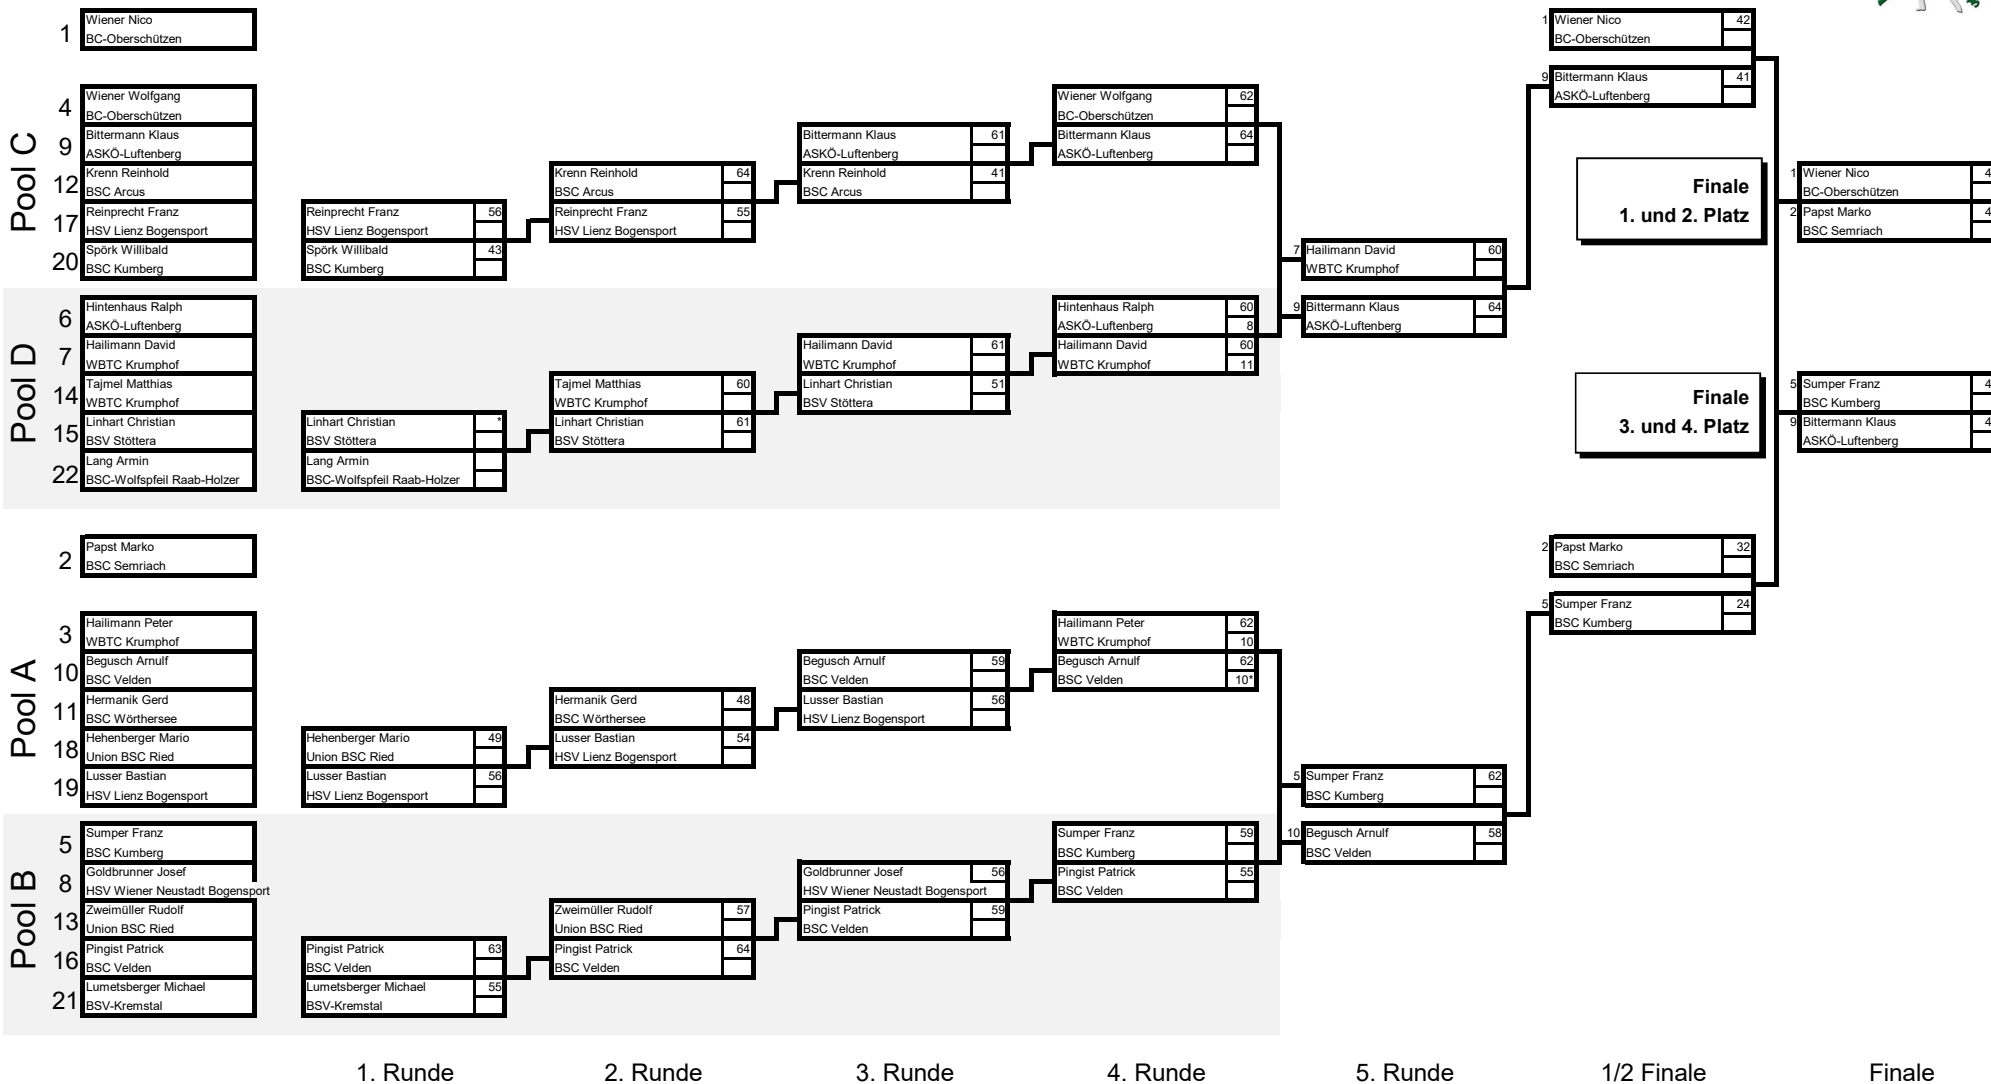 1
Wiener Nico
BC-Oberschützen
Pool C
4
Wiener Wolfgang
BC-Oberschützen
9
Bittermann Klaus
ASKÖ-Luftenberg
12
Krenn Reinhold
BSC Arcus
17
Reinprecht Franz
HSV Lienz Bogensport
20
Spörk Willibald
BSC Kumberg
Pool D
6
Hintenhaus Ralph
ASKÖ-Luftenberg
7
Hailimann David
WBTC Krumphof
14
Tajmel Matthias
WBTC Krumphof
15
Linhart Christian
BSV Stöttera
22
Lang Armin
BSC-Wolfspfeil Raab-Holzer
2
Papst Marko
BSC Semriach
Pool A
3
Hailimann Peter
WBTC Krumphof
10
Begusch Arnulf
BSC Velden
11
Hermanik Gerd
BSC Wörthersee
18
Hehenberger Mario
Union BSC Ried
19
Lusser Bastian
HSV Lienz Bogensport
Pool B
5
Sumper Franz
BSC Kumberg
8
Goldbrunner Josef
HSV Wiener Neustadt Bogensport
13
Zweimüller Rudolf
Union BSC Ried
16
Pingist Patrick
BSC Velden
21
Lumetsberger Michael
BSV-Kremstal
Reinprecht Franz 56
HSV Lienz Bogensport
Spörk Willibald 43
BSC Kumberg
Linhart Christian *
BSV Stöttera
Lang Armin
BSC-Wolfspfeil Raab-Holzer
Hehenberger Mario 49
Union BSC Ried
Lusser Bastian 56
HSV Lienz Bogensport
Pingist Patrick 63
BSC Velden
Lumetsberger Michael 55
BSV-Kremstal
1. Runde
Krenn Reinhold 64
BSC Arcus
Reinprecht Franz 55
HSV Lienz Bogensport
Tajmel Matthias 60
WBTC Krumphof
Linhart Christian 61
BSV Stöttera
Hermanik Gerd 48
BSC Wörthersee
Lusser Bastian 54
HSV Lienz Bogensport
Zweimüller Rudolf 57
Union BSC Ried
Pingist Patrick 64
BSC Velden
2. Runde
Bittermann Klaus 61
ASKÖ-Luftenberg
Krenn Reinhold 41
BSC Arcus
Hailimann David 61
WBTC Krumphof
Linhart Christian 51
BSV Stöttera
Begusch Arnulf 59
BSC Velden
Lusser Bastian 56
HSV Lienz Bogensport
Goldbrunner Josef 56
HSV Wiener Neustadt Bogensport
Pingist Patrick 59
BSC Velden
3. Runde
Wiener Wolfgang 62
BC-Oberschützen
Bittermann Klaus 64
ASKÖ-Luftenberg
Hintenhaus Ralph 60
ASKÖ-Luftenberg 8
Hailimann David 60
WBTC Krumphof 11
Hailimann Peter 62
WBTC Krumphof 10
Begusch Arnulf 62
BSC Velden 10*
Sumper Franz 59
BSC Kumberg
Pingist Patrick 55
BSC Velden
4. Runde
7 Hailimann David 60
WBTC Krumphof
9 Bittermann Klaus 64
ASKÖ-Luftenberg
5 Sumper Franz 62
BSC Kumberg
10 Begusch Arnulf 58
BSC Velden
5. Runde
1 Wiener Nico 42
BC-Oberschützen
9 Bittermann Klaus 41
ASKÖ-Luftenberg
Finale
1. und 2. Platz
Finale
3. und 4. Platz
2 Papst Marko 32
BSC Semriach
5 Sumper Franz 24
BSC Kumberg
1/2 Finale
1 Wiener Nico 4
BC-Oberschützen
2 Papst Marko 4
BSC Semriach
5 Sumper Franz 4
BSC Kumberg
9 Bittermann Klaus 4
ASKÖ-Luftenberg
Finale